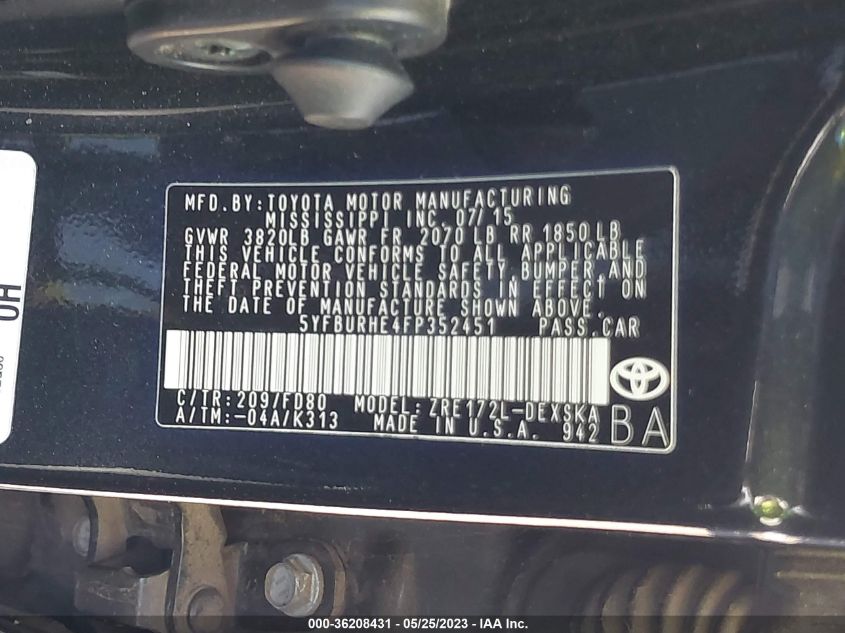 MFD.BY:TOYOTA MOTOR MANUFACTURING
MISSISSIPPI INC. 07/15
GVWR 3820LB GAWR FR 2070 LB RR 1850 LB
THIS VEHICLE CONFORMS TO ALL APPLICABLE
FEDERAL MOTOR VEHICLE SAFETY,BUMPER,AND
THEFT PREVENTION STANDARDS IN EFFECT ON
THE DATE OF MANUFACTURE SHOWN ABOVE.
5YFBURHE4FP352451 PASS.CAR
C/TR:209/FD80 MODEL: ZRE172L-DEXSKA
A/TM:-04A/K313 MADE IN U.S.A. 942
BA
000-36208431 - 05/25/2023 - IAA Inc.